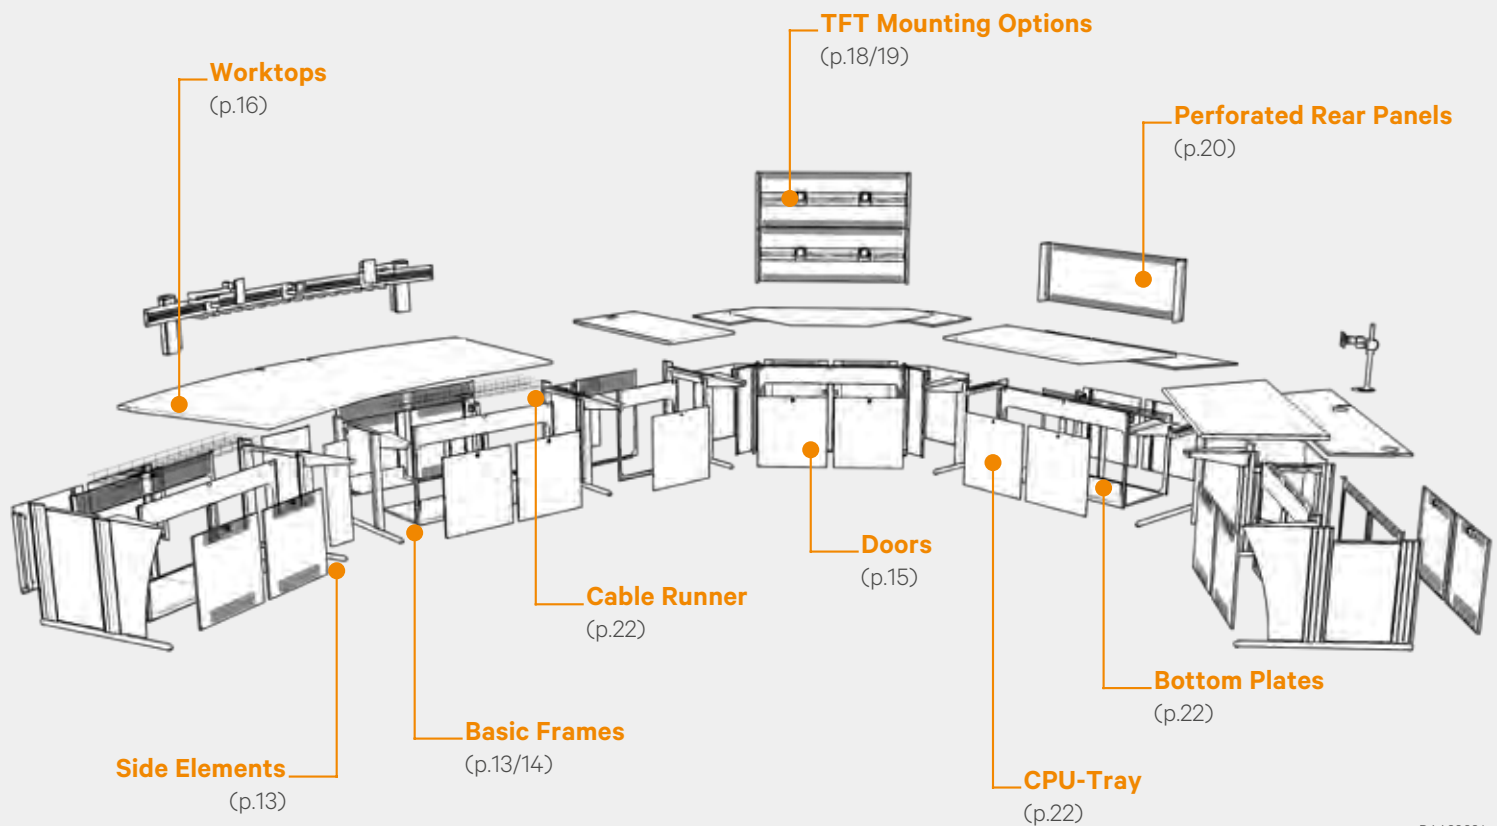 TFT Mounting Options
(p.18/19)
Worktops
(p.16)
Perforated Rear Panels
(p.20)
Doors
(p.15)
Cable Runner
(p.22)
Bottom Plates
(p.22)
Basic Frames
(p.13/14)
Side Elements
(p.13)
CPU-Tray
(p.22)